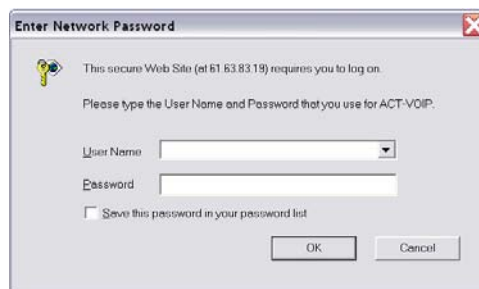 Enter Network Password
This secure Web Site (at 61.63.83.19) requires you to log on.
Please type the User Name and Password that you use for ACT-VOIP.
User Name
Password
Save this password in your password list
OK Cancel